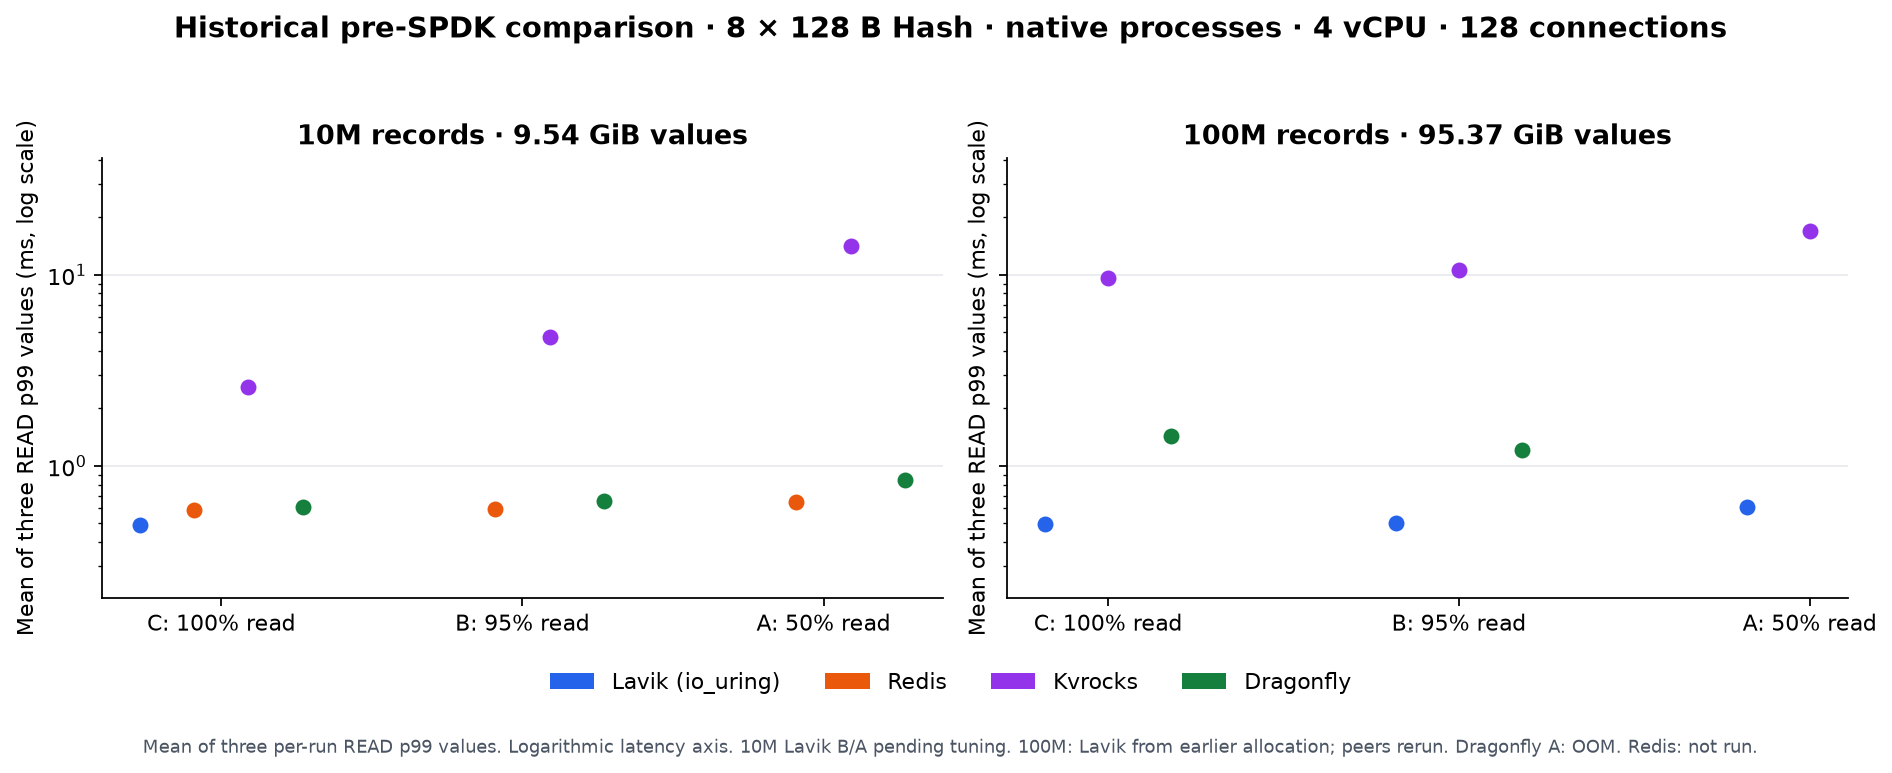 Historical pre-SPDK comparison · 8 × 128 B Hash · native processes · 4 vCPU · 128 connections
10M records · 9.54 GiB values
Mean of three READ p99 values (ms, log scale)
10¹
10⁰
C: 100% read
B: 95% read
A: 50% read
100M records · 95.37 GiB values
Mean of three READ p99 values (ms, log scale)
C: 100% read
B: 95% read
A: 50% read
Lavik (io_uring)
Redis
Kvrocks
Dragonfly
Mean of three per-run READ p99 values. Logarithmic latency axis. 10M Lavik B/A pending tuning. 100M: Lavik from earlier allocation; peers rerun. Dragonfly A: OOM. Redis: not run.